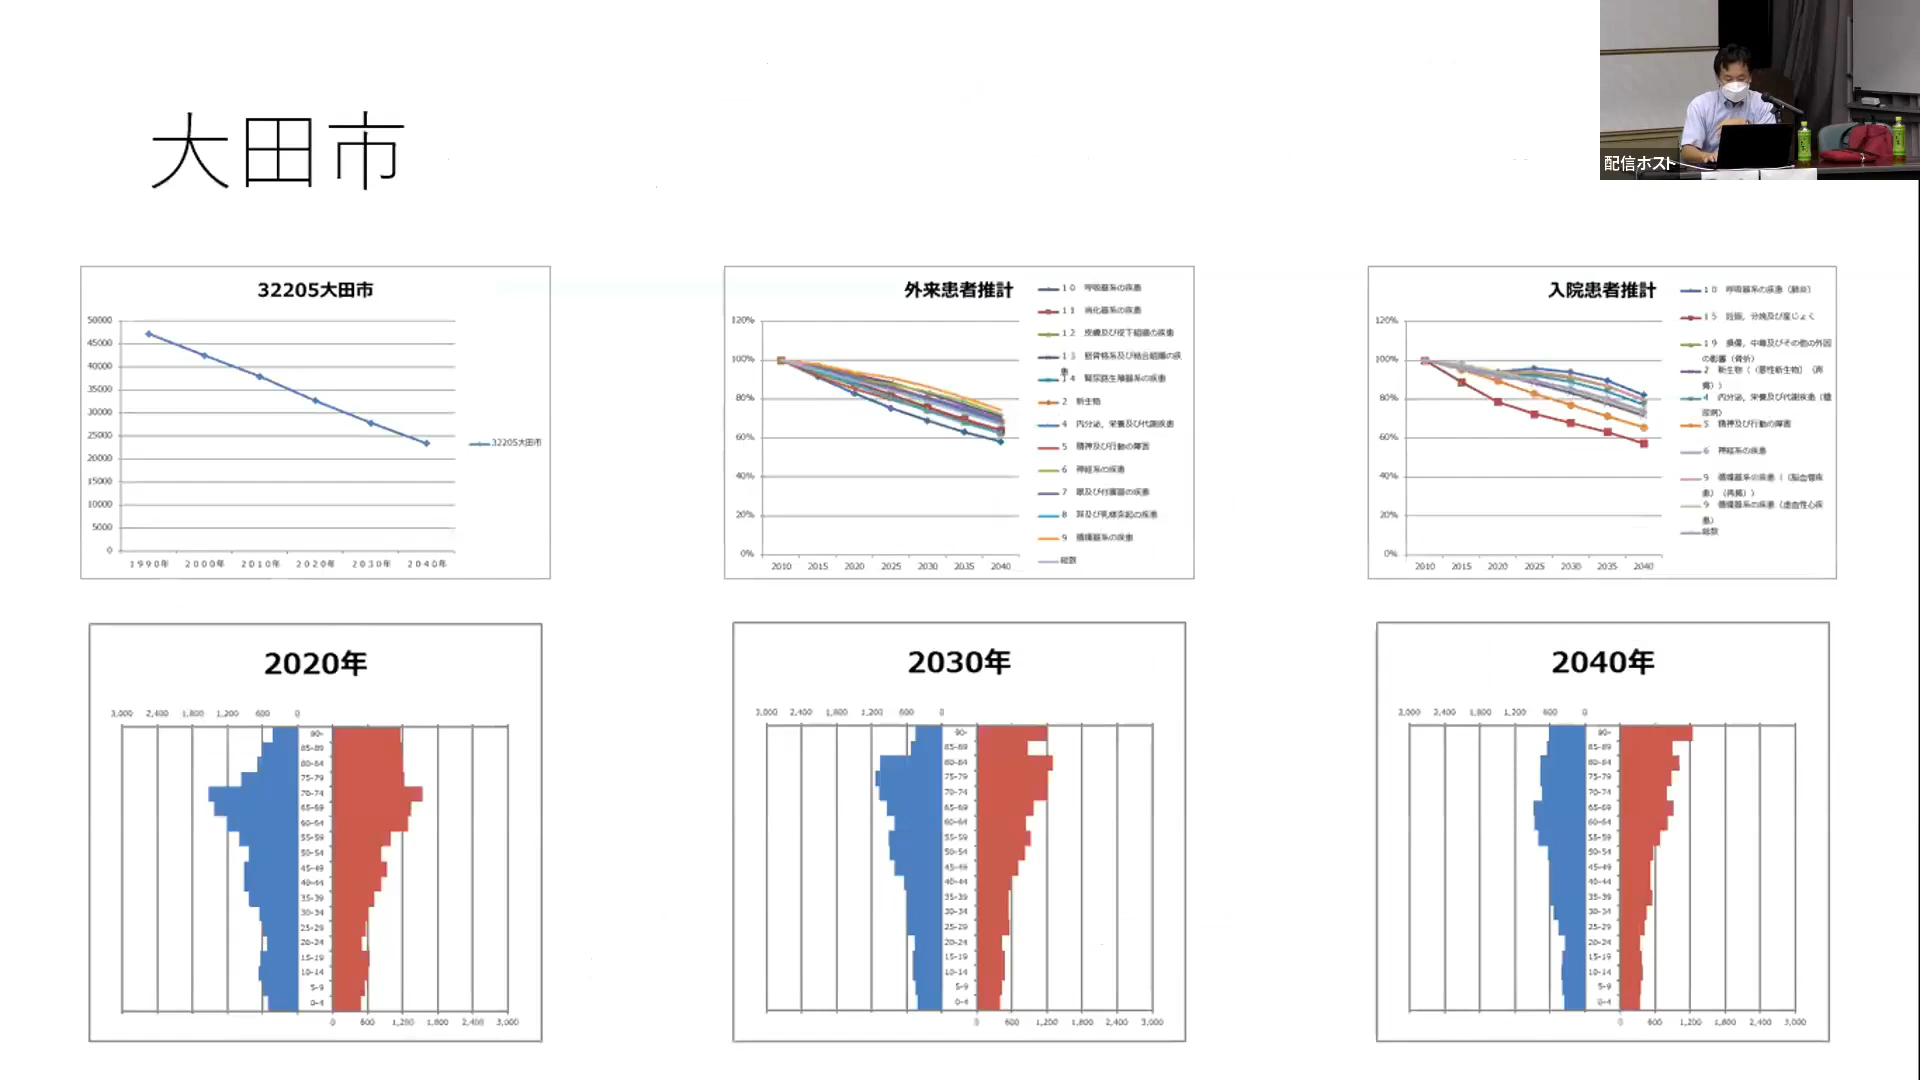 大田市
配信ホスト
32205大田市
50000
45000
40000
35000
30000
25000
20000
15000
10000
5000
0
1990年 2000年 2010年 2020年 2030年 2040年
32205大田市
外来患者推計
120%
100%
80%
60%
40%
20%
0%
2010 2015 2020 2025 2030 2035 2040
10 呼吸器系の疾患
11 消化器系の疾患
12 皮膚及び皮下組織の疾患
13 筋骨格系及び結合組織の疾
患
14 腎尿路生殖器系の疾患
2 新生物
4 内分泌，栄養及び代謝疾患
5 精神及び行動の障害
6 神経系の疾患
7 眼及び付属器の疾患
8 耳及び乳様突起の疾患
9 循環器系の疾患
総数
入院患者推計
120%
100%
80%
60%
40%
20%
0%
2010 2015 2020 2025 2030 2035 2040
10 呼吸器系の疾患（肺炎）
15 妊娠，分娩及び産じょく
19 損傷，中毒及びその他の外因
の影響（骨折）
2 新生物（（悪性新生物）（再
掲））
4 内分泌，栄養及び代謝疾患（糖
尿病）
5 精神及び行動の障害
6 神経系の疾患
9 循環器系の疾患（（脳血管疾
患）（再掲））
9 循環器系の疾患（虚血性心疾
患）
総数
2020年
3,000 2,400 1,800 1,200 600 0
90-
85-89
80-84
75-79
70-74
65-69
60-64
55-59
50-54
45-49
40-44
35-39
30-34
25-29
20-24
15-19
10-14
5-9
0-4
0 600 1,200 1,800 2,400 3,000
2030年
3,000 2,400 1,800 1,200 600 0
90-
85-89
80-84
75-79
70-74
65-69
60-64
55-59
50-54
45-49
40-44
35-39
30-34
25-29
20-24
15-19
10-14
5-9
0-4
0 600 1,200 1,800 2,400 3,000
2040年
3,000 2,400 1,800 1,200 600 0
90-
85-89
80-84
75-79
70-74
65-69
60-64
55-59
50-54
45-49
40-44
35-39
30-34
25-29
20-24
15-19
10-14
5-9
0-4
0 600 1,200 1,800 2,400 3,000